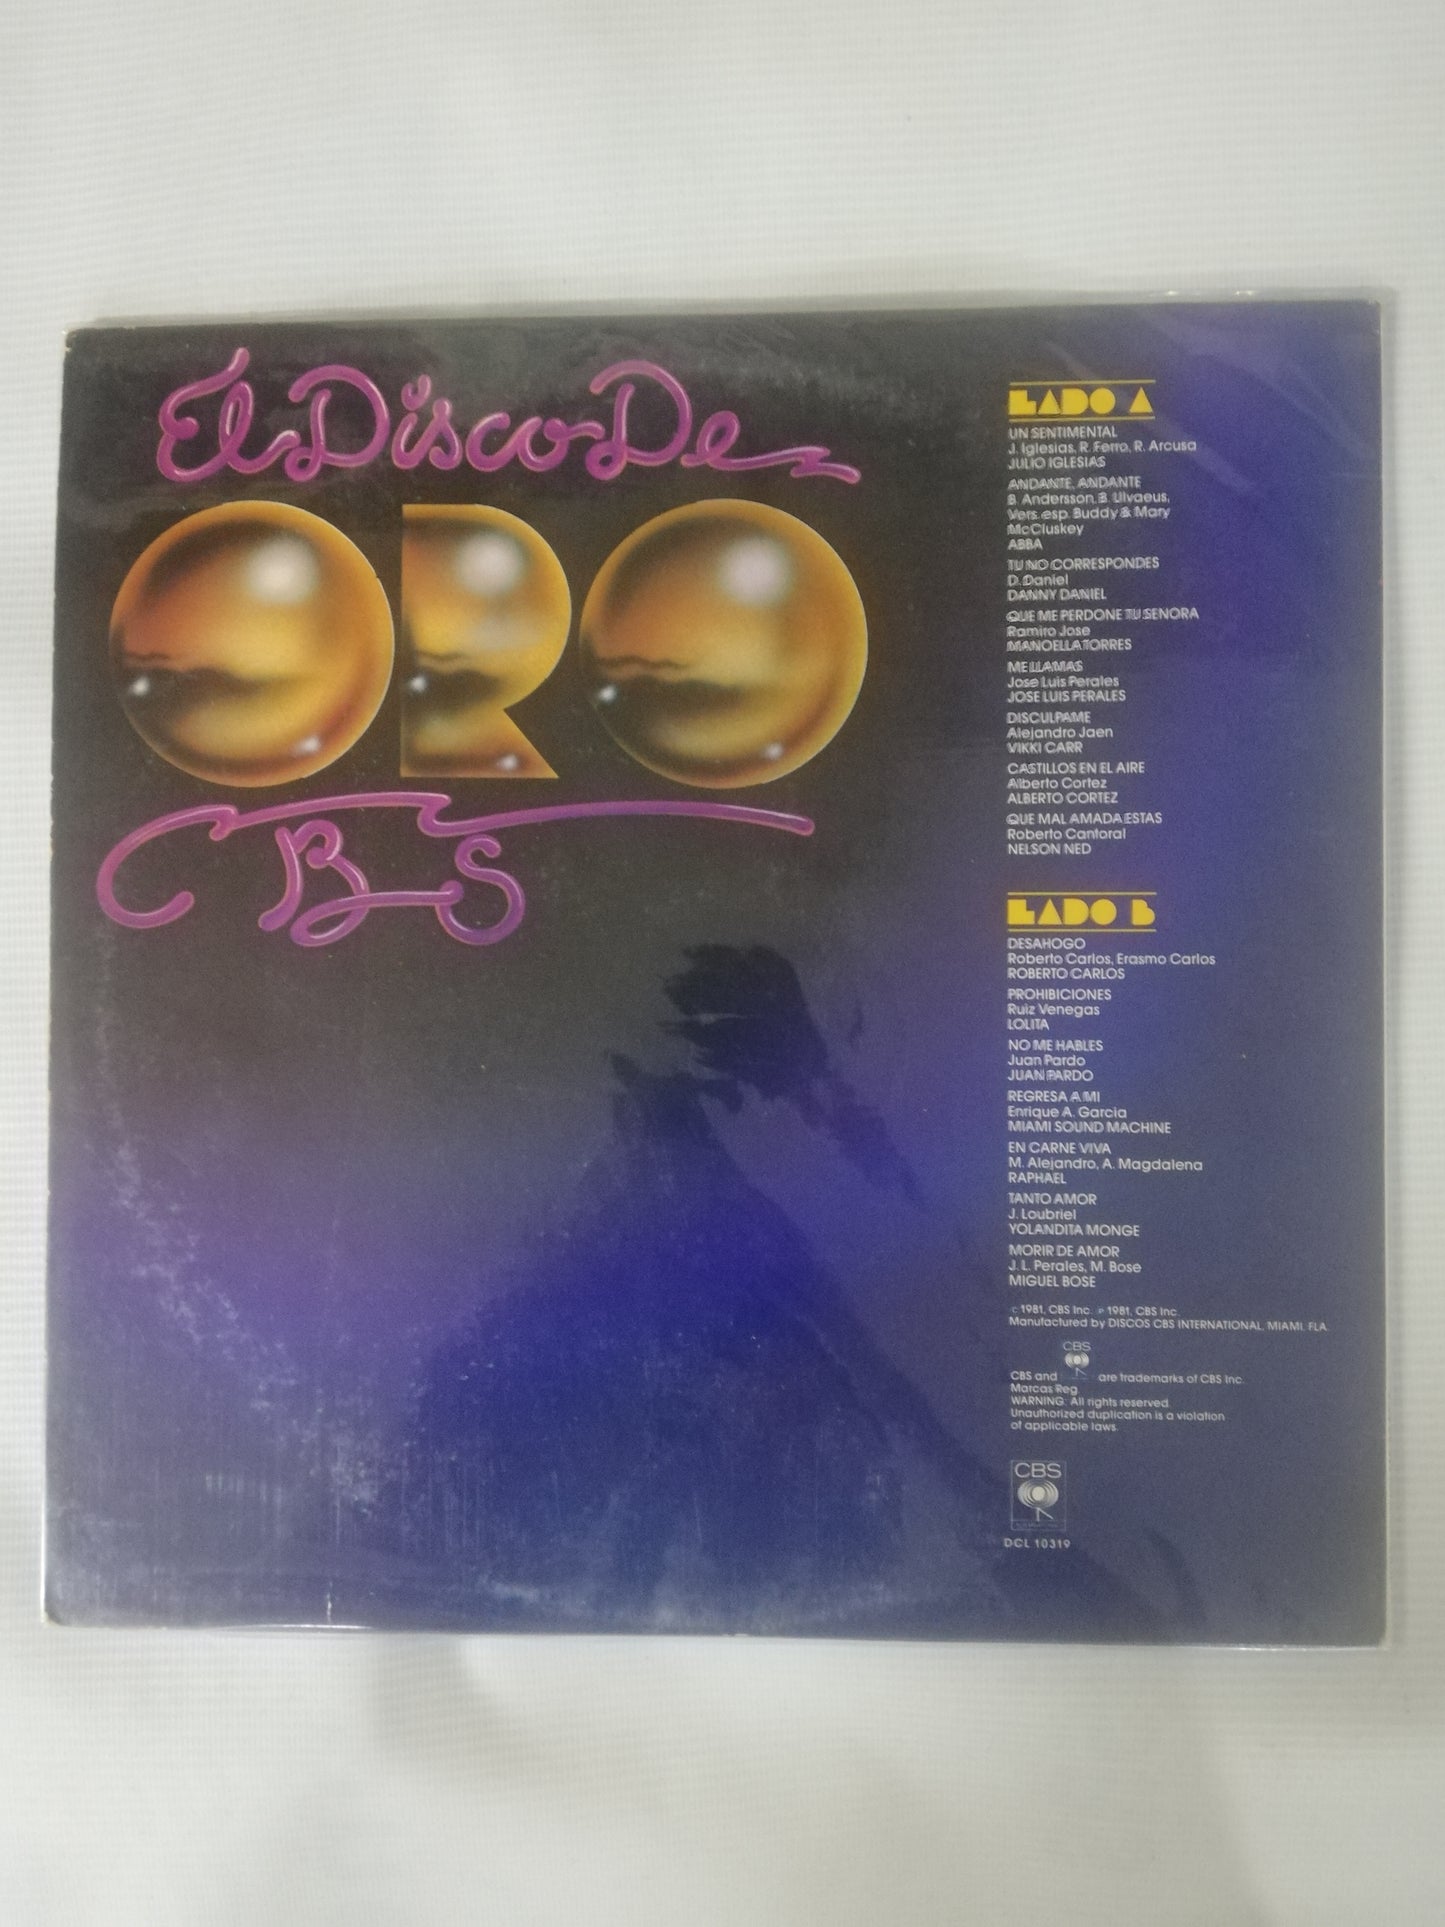 El Disco De
ORO
CBS
LADO A
UN SENTIMENTAL
J. Iglesias, R. Ferro, R. Arcusa
JULIO IGLESIAS
ANDANTE, ANDANTE
B. Andersson, B. Ulvaeus,
Vers. esp. Buddy & Mary
McCluskey
ABBA
TU NO CORRESPONDES
D. Daniel
DANNY DANIEL
QUE ME PERDONE TU SENORA
Ramiro Jose
MANOELLA TORRES
ME LLAMAS
Jose Luis Perales
JOSE LUIS PERALES
DISCULPAME
Alejandro Jaen
VIKKI CARR
CASTILLOS EN EL AIRE
Alberto Cortez
ALBERTO CORTEZ
QUE MAL AMADA ESTAS
Roberto Cantoral
NELSON NED
LADO B
DESAHOGO
Roberto Carlos, Erasmo Carlos
ROBERTO CARLOS
PROHIBICIONES
Ruiz Venegas
LOLITA
NO ME HABLES
Juan Pardo
JUAN PARDO
REGRESA A MI
Enrique A. Garcia
MIAMI SOUND MACHINE
EN CARNE VIVA
M. Alejandro, A. Magdalena
RAPHAEL
TANTO AMOR
J. Loubriel
YOLANDITA MONGE
MORIR DE AMOR
J. L. Perales, M. Bose
MIGUEL BOSE
© 1981, CBS Inc. ℗ 1981, CBS Inc.
Manufactured by DISCOS CBS INTERNATIONAL, MIAMI, FLA.
CBS
CBS and are trademarks of CBS Inc.
Marcas Reg.
WARNING: All rights reserved.
Unauthorized duplication is a violation
of applicable laws.
CBS
DCL 10319